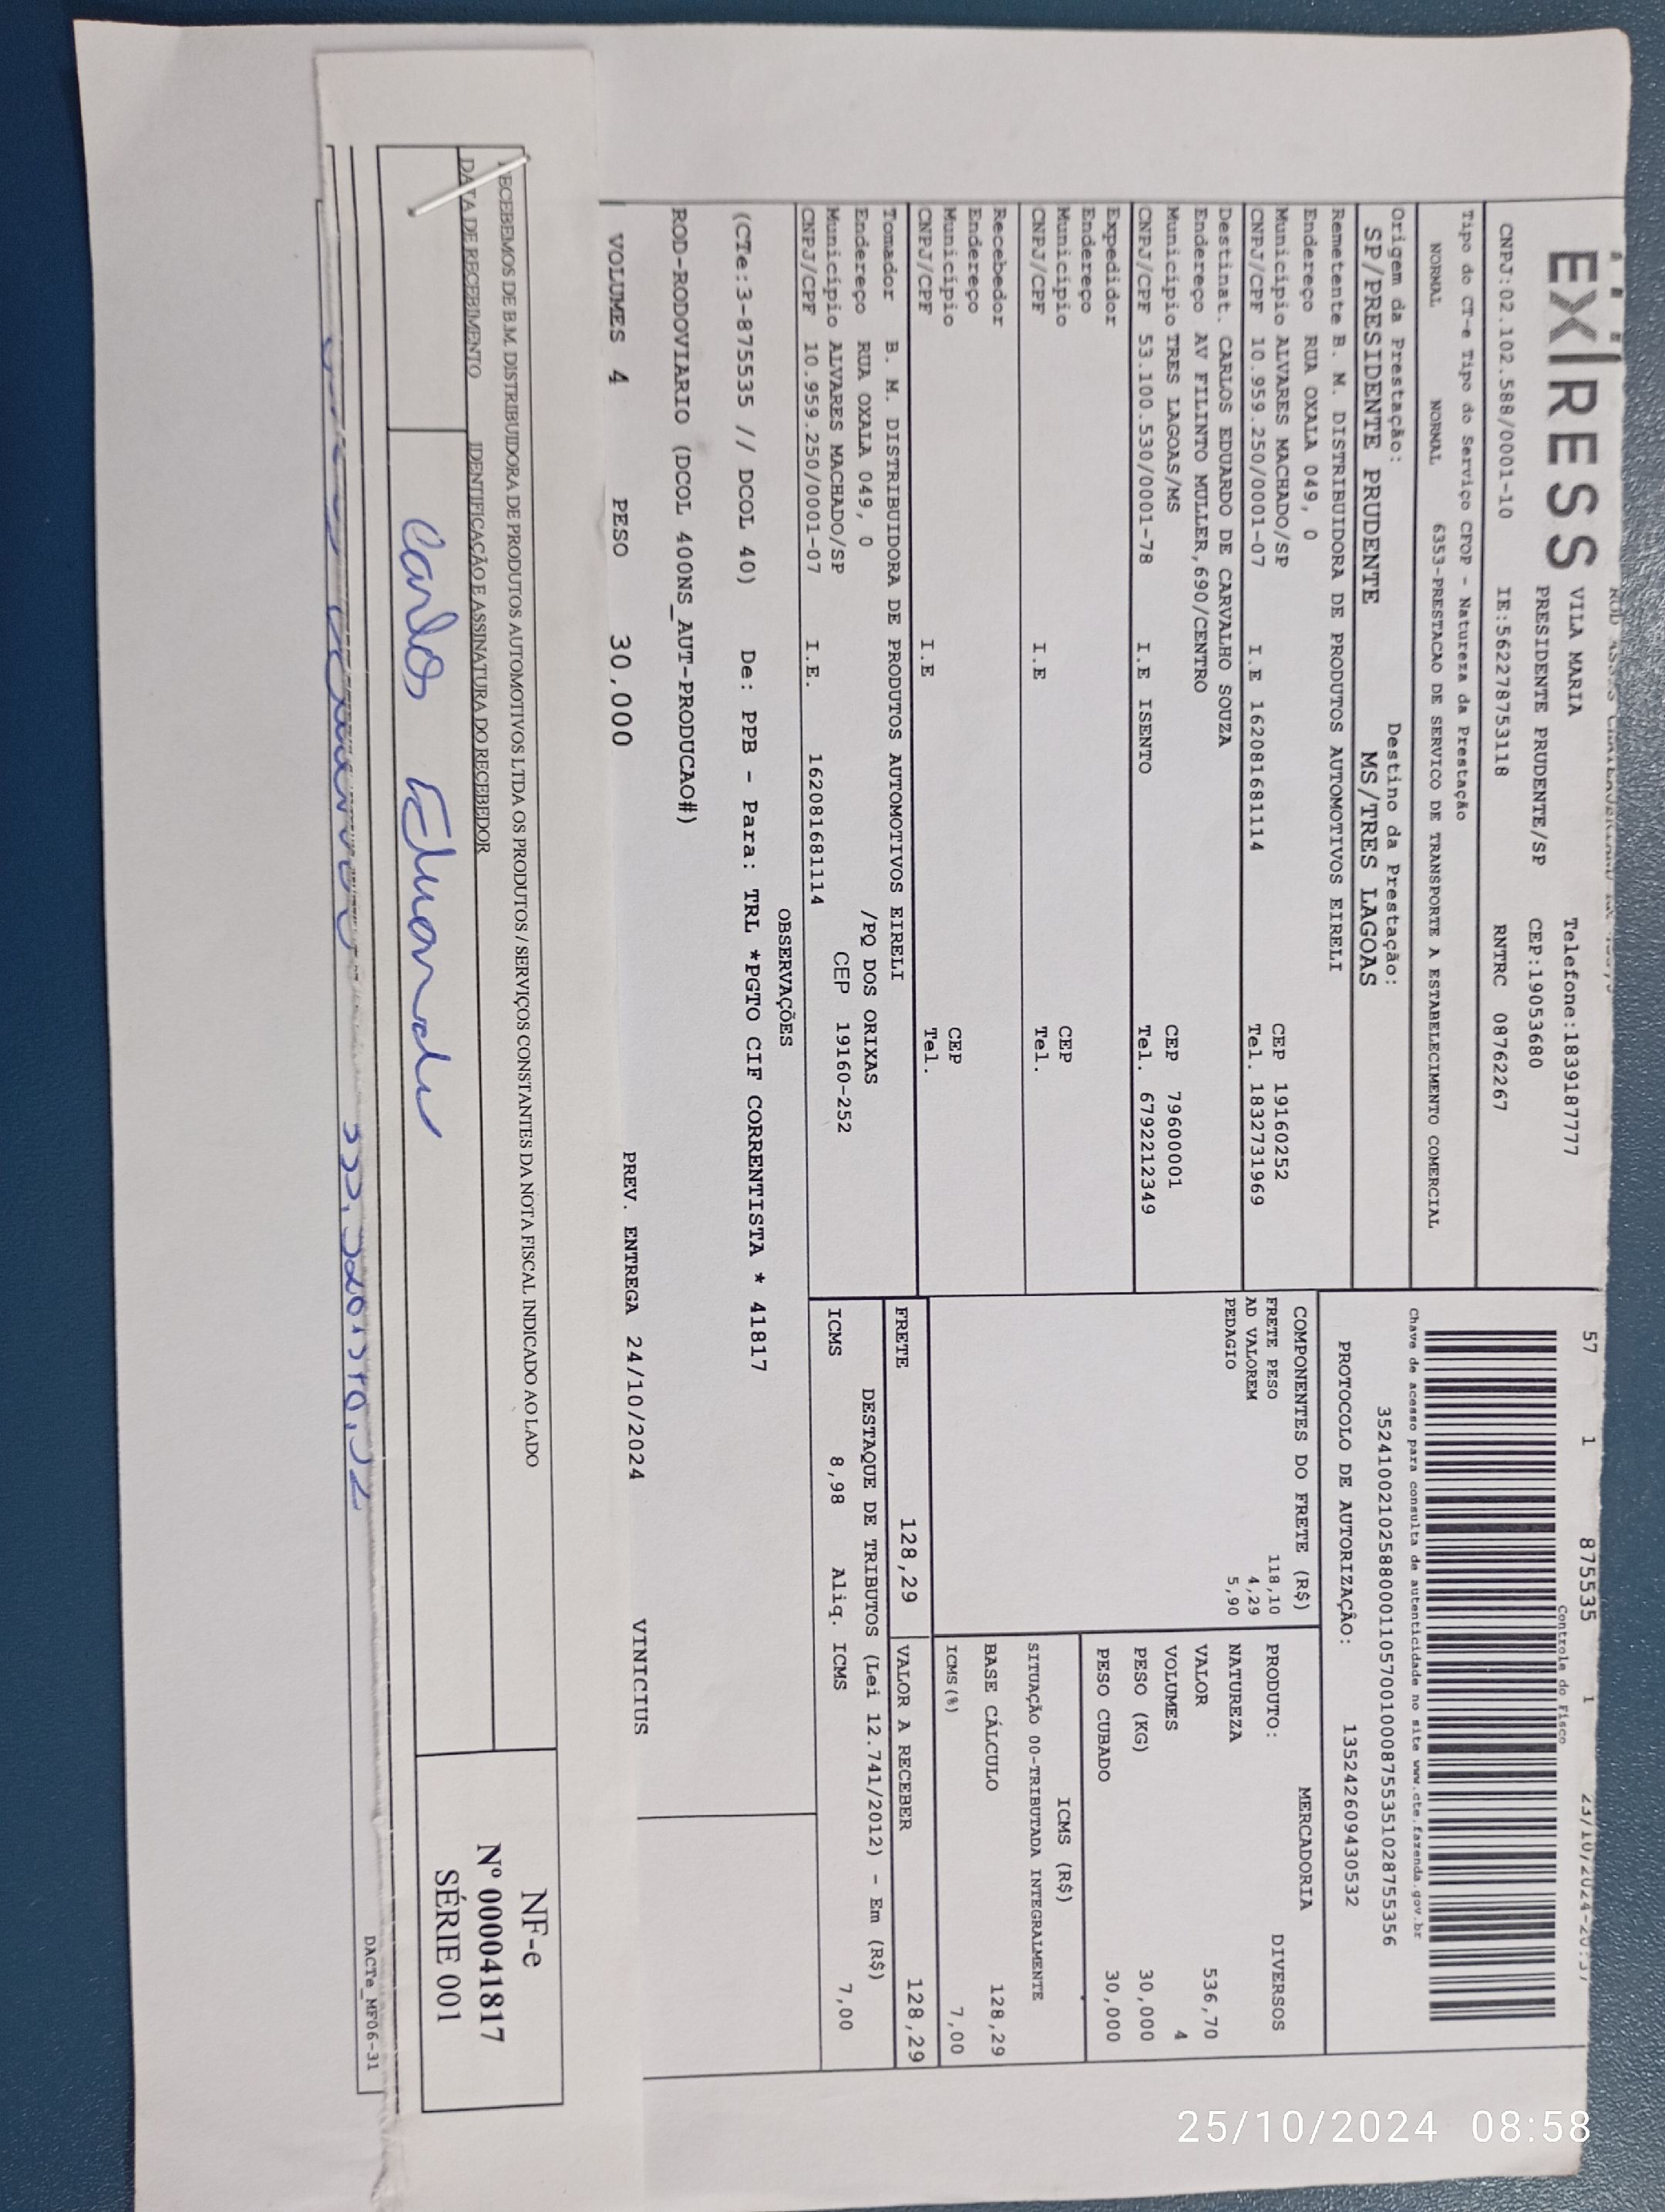 EXPRESS
VILA MARIA Telefone:1839187777
PRESIDENTE PRUDENTE/SP CEP:19053680
CNPJ:02.102.588/0001-10 IE:562278753118 RNTRC 08762267
Tipo do CT-e Tipo do Serviço CFOP - Natureza da Prestação
NORMAL NORMAL 6353-PRESTACAO DE SERVICO DE TRANSPORTE A ESTABELECIMENTO COMERCIAL
Origem da Prestação: Destino da Prestação:
SP/PRESIDENTE PRUDENTE MS/TRES LAGOAS
Remetente B. M. DISTRIBUIDORA DE PRODUTOS AUTOMOTIVOS EIRELI
Endereço RUA OXALA 049, 0
Município ALVARES MACHADO/SP CEP 19160252
CNPJ/CPF 10.959.250/0001-07 I.E 162081681114 Tel. 1832731969
Destinat. CARLOS EDUARDO DE CARVALHO SOUZA
Endereço AV FILINTO MULLER,690/CENTRO
Município TRES LAGOAS/MS CEP 79600001
CNPJ/CPF 53.100.530/0001-78 I.E ISENTO Tel. 6792212349
Expedidor
Endereço
Município CEP
CNPJ/CPF I.E Tel.
Recebedor
Endereço
Município CEP
CNPJ/CPF I.E Tel.
Tomador B. M. DISTRIBUIDORA DE PRODUTOS AUTOMOTIVOS EIRELI
Endereço RUA OXALA 049, 0 /PQ DOS ORIXAS
Município ALVARES MACHADO/SP CEP 19160-252
CNPJ/CPF 10.959.250/0001-07 I.E. 162081681114
57 1 875535 1 23/10/2024-20:37
Controle do Fisco
Chave de acesso para consulta de autenticidade no site www.cte.fazenda.gov.br
35241002102588000110570010008755351028755356
PROTOCOLO DE AUTORIZAÇÃO: 135242609430532
COMPONENTES DO FRETE (R$)
FRETE PESO 118,10
AD VALOREM 4,29
PEDAGIO 5,90
MERCADORIA
PRODUTO: DIVERSOS
NATUREZA
VALOR 536,70
VOLUMES 4
PESO (KG) 30,000
PESO CUBADO 30,000
ICMS (R$)
SITUAÇÃO 00-TRIBUTADA INTEGRALMENTE
BASE CÁLCULO 128,29
ICMS(%) 7,00
FRETE 128,29 VALOR A RECEBER 128,29
DESTAQUE DE TRIBUTOS (Lei 12.741/2012) - Em (R$)
ICMS 8,98 Aliq. ICMS 7,00
OBSERVAÇÕES
(CTe:3-875535 // DCOL 40) De: PPB - Para: TRL *PGTO CIF CORRENTISTA * 41817
ROD-RODOVIARIO (DCOL 400NS_AUT-PRODUCAO#)
VOLUMES 4 PESO 30,000 PREV. ENTREGA 24/10/2024 VINICIUS
RECEBEMOS DE B.M. DISTRIBUIDORA DE PRODUTOS AUTOMOTIVOS LTDA OS PRODUTOS / SERVIÇOS CONSTANTES DA NOTA FISCAL INDICADO AO LADO
DATA DE RECEBIMENTO IDENTIFICAÇÃO E ASSINATURA DO RECEBEDOR
Carlos Eduardo
NF-e
Nº 000041817
SÉRIE 001
DACTe_MF06-31
25/10/2024 08:58